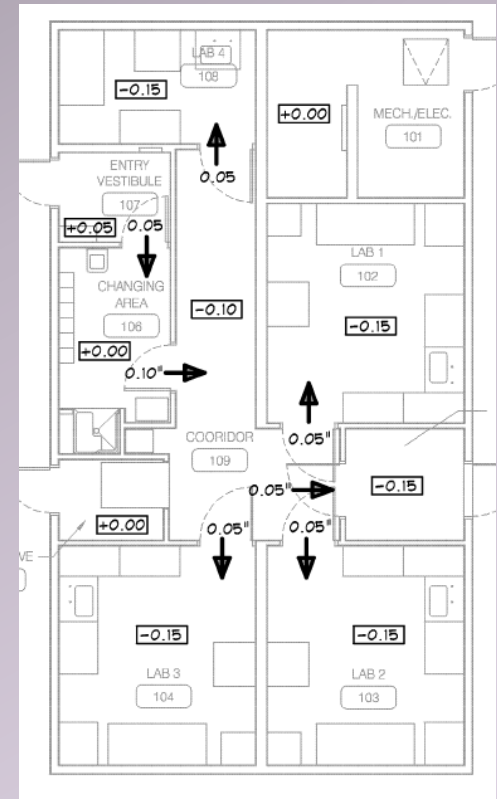 LAB 4
108
-0.15
+0.00
MECH./ELEC.
101
0.05
ENTRY
VESTIBULE
107
+0.05
0.05
LAB 1
102
CHANGING
AREA
106
-0.10
-0.15
+0.00
0.10"
COORIDOR
109
0.05"
0.05"
-0.15
+0.00
0.05"
0.05"
VE
-0.15
-0.15
LAB 3
104
LAB 2
103